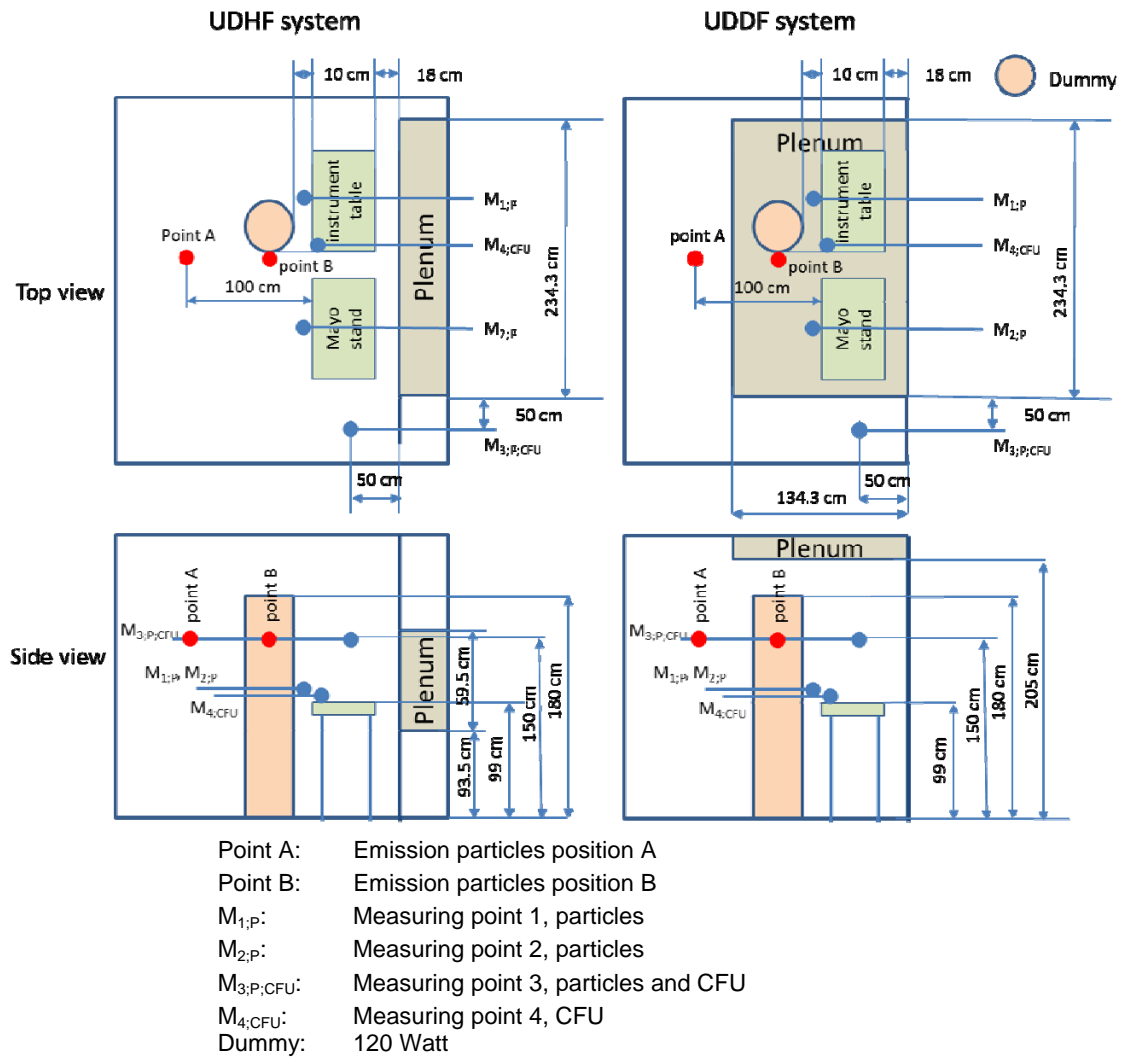 UDHF system
UDDF system
10 cm
18 cm
10 cm
18 cm
Dummy
Plenum
instrument
table
M1;P
Point A
M4;CFU
point B
100 cm
Plenum
234.3 cm
Mayo
stand
M2;P
50 cm
M3;P;CFU
50 cm
instrument
table
M1;P
point A
M4;CFU
point B
100 cm
234.3 cm
Mayo
stand
M2;P
50 cm
M3;P;CFU
50 cm
134.3 cm
Top view
Side view
point A
point B
M3;P;CFU
M1;P, M2;P
M4;CFU
Plenum
59.5 cm
93.5 cm
99 cm
150 cm
180 cm
Plenum
point A
point B
M3;P;CFU
M1;P, M2;P
M4;CFU
99 cm
150 cm
180 cm
205 cm
Point A: Emission particles position A
Point B: Emission particles position B
M1;P: Measuring point 1, particles
M2;P: Measuring point 2, particles
M3;P;CFU: Measuring point 3, particles and CFU
M4;CFU: Measuring point 4, CFU
Dummy: 120 Watt